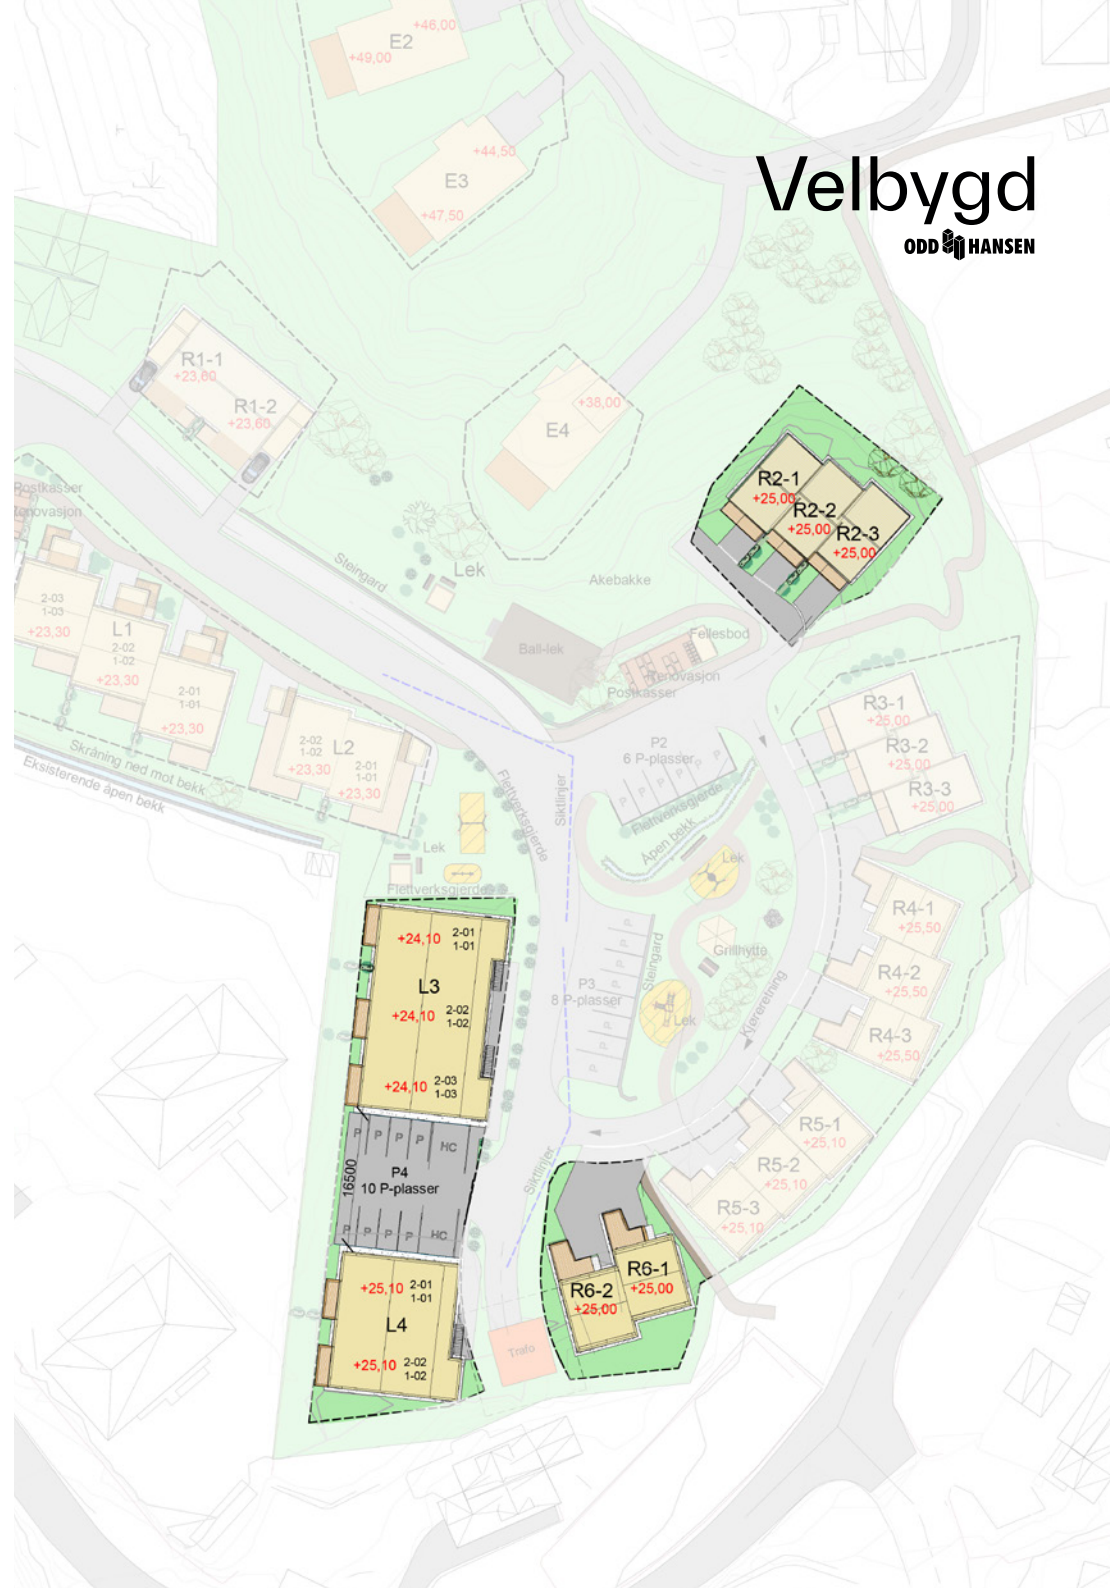 +46,00
E2
+49,00
+44,50
E3
+47,50
Velbygd
ODD HANSEN
R1-1
+23,60
R1-2
+23,60
+38,00
E4
R2-1
+25,00
R2-2
+25,00
R2-3
+25,00
Postkasser
Renovasjon
Steingard
Lek
Akebakke
2-03
1-03
+23,30
L1
2-02
1-02
+23,30
2-01
1-01
+23,30
Ball-lek
Fellesbod
Renovasjon
Postkasser
R3-1
+25,00
R3-2
+25,00
R3-3
+25,00
2-02
1-02
L2
+23,30
2-01
1-01
+23,30
Skråning ned mot bekk
Eksisterende åpen bekk
P2
6 P-plasser
P P P P P
Flettverksgjerde
Siktlinjer
Flettverksgjerde
Åpen bekk
Lek
Lek
Flettverksgjerde
R4-1
+25,50
R4-2
+25,50
R4-3
+25,50
+24,10
2-01
1-01
L3
+24,10
2-02
1-02
+24,10
2-03
1-03
P
P
P
P3
8 P-plasser
P
Steingard
Grillhytte
Lek
Kjøreretning
P P P P HC
16500
P4
10 P-plasser
P P P P HC
Siktlinjer
R5-1
+25,10
R5-2
+25,10
R5-3
+25,10
+25,10
2-01
1-01
L4
+25,10
2-02
1-02
R6-1
+25,00
R6-2
+25,00
Trafo